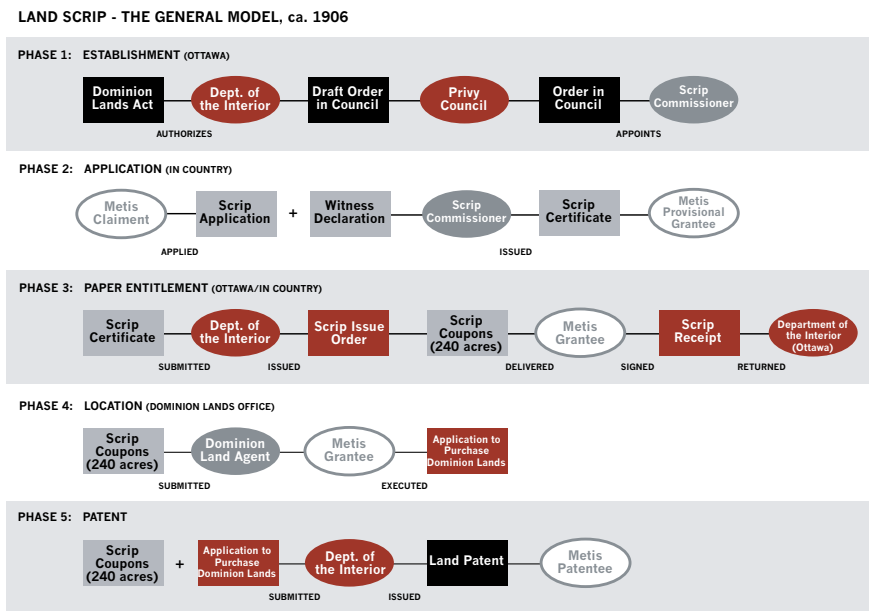 LAND SCRIP - THE GENERAL MODEL, ca. 1906
PHASE 1: ESTABLISHMENT (OTTAWA)
Dominion
Lands Act
Dept. of
the Interior
Draft Order
in Council
Privy
Council
Order in
Council
Scrip
Commissioner
AUTHORIZES
APPOINTS
PHASE 2: APPLICATION (IN COUNTRY)
Metis
Claiment
Scrip
Application
+
Witness
Declaration
Scrip
Commissioner
Scrip
Certificate
Metis
Provisional
Grantee
APPLIED
ISSUED
PHASE 3: PAPER ENTITLEMENT (OTTAWA/IN COUNTRY)
Scrip
Certificate
Dept. of
the Interior
Scrip Issue
Order
Scrip
Coupons
(240 acres)
Metis
Grantee
Scrip
Receipt
Department of
the Interior
(Ottawa)
SUBMITTED
ISSUED
DELIVERED
SIGNED
RETURNED
PHASE 4: LOCATION (DOMINION LANDS OFFICE)
Scrip
Coupons
(240 acres)
Dominion
Land Agent
Metis
Grantee
Application to
Purchase
Dominion Lands
SUBMITTED
EXECUTED
PHASE 5: PATENT
Scrip
Coupons
(240 acres)
+
Application to
Purchase
Dominion Lands
Dept. of
the Interior
Land Patent
Metis
Patentee
SUBMITTED
ISSUED